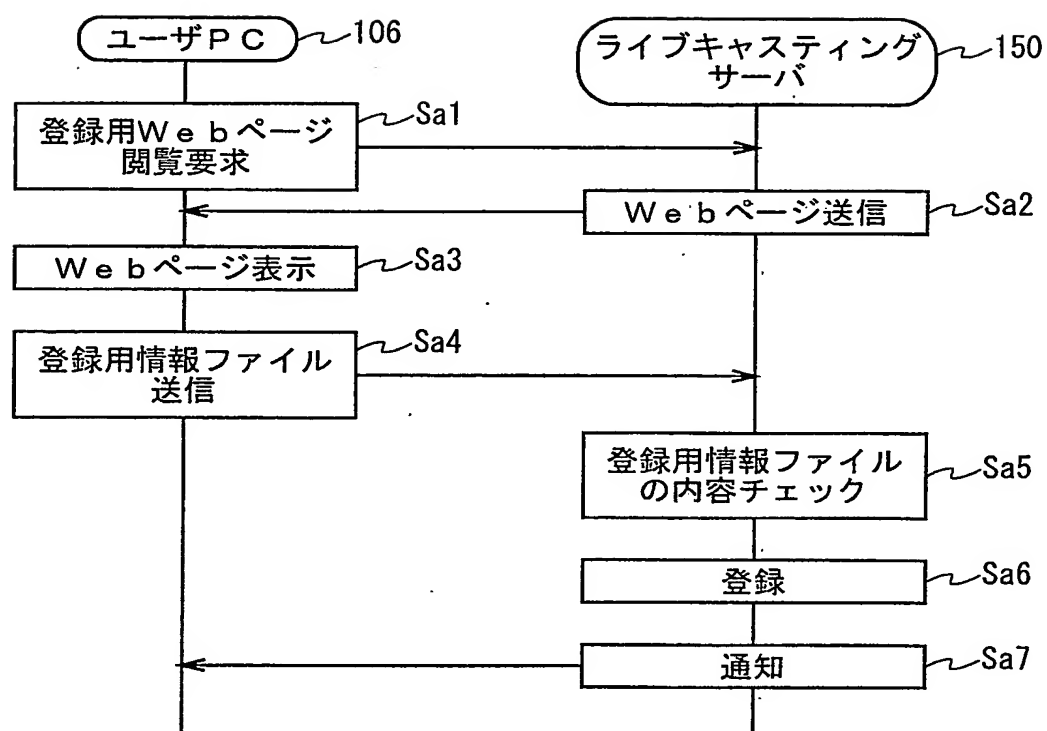 ユーザPC
106
ライブキャスティング
サーバ
150
登録用Webページ
閲覧要求
Sa1
Webページ送信
Sa2
Webページ表示
Sa3
登録用情報ファイル
送信
Sa4
登録用情報ファイル
の内容チェック
Sa5
登録
Sa6
通知
Sa7